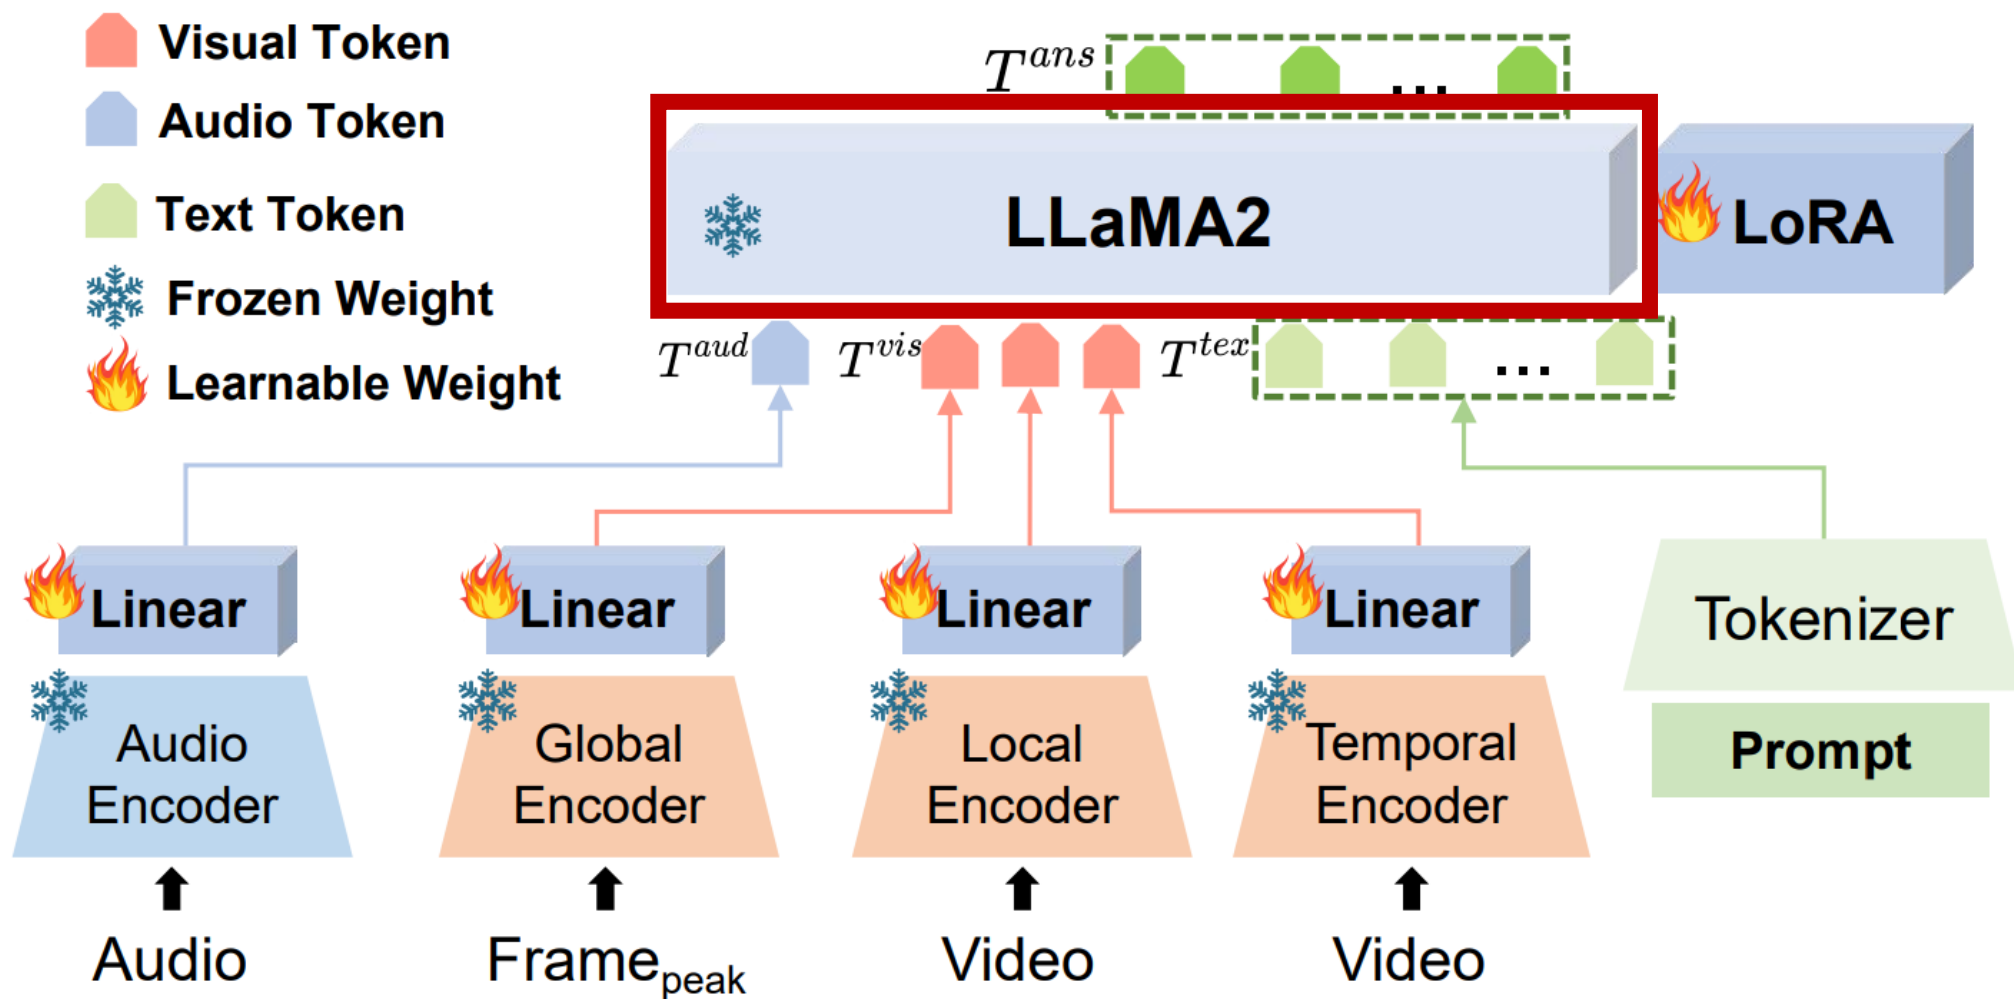 Visual Token
Audio Token
Text Token
Frozen Weight
Learnable Weight
T^ans
...
LLaMA2
LoRA
T^aud
T^vis
T^tex
...
Linear
Linear
Linear
Linear
Tokenizer
Audio
Encoder
Global
Encoder
Local
Encoder
Temporal
Encoder
Prompt
Audio
Frame_peak
Video
Video